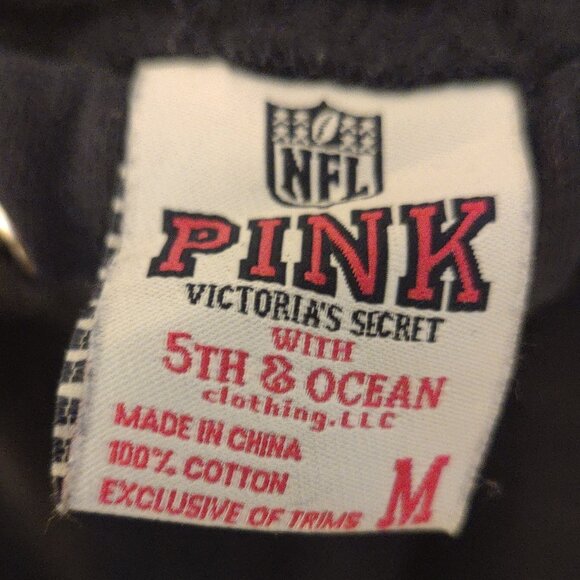 NFL
PINK
VICTORIA'S SECRET
WITH
5TH & OCEAN
clothing.LLC
MADE IN CHINA
100% COTTON
EXCLUSIVE OF TRIMS
M